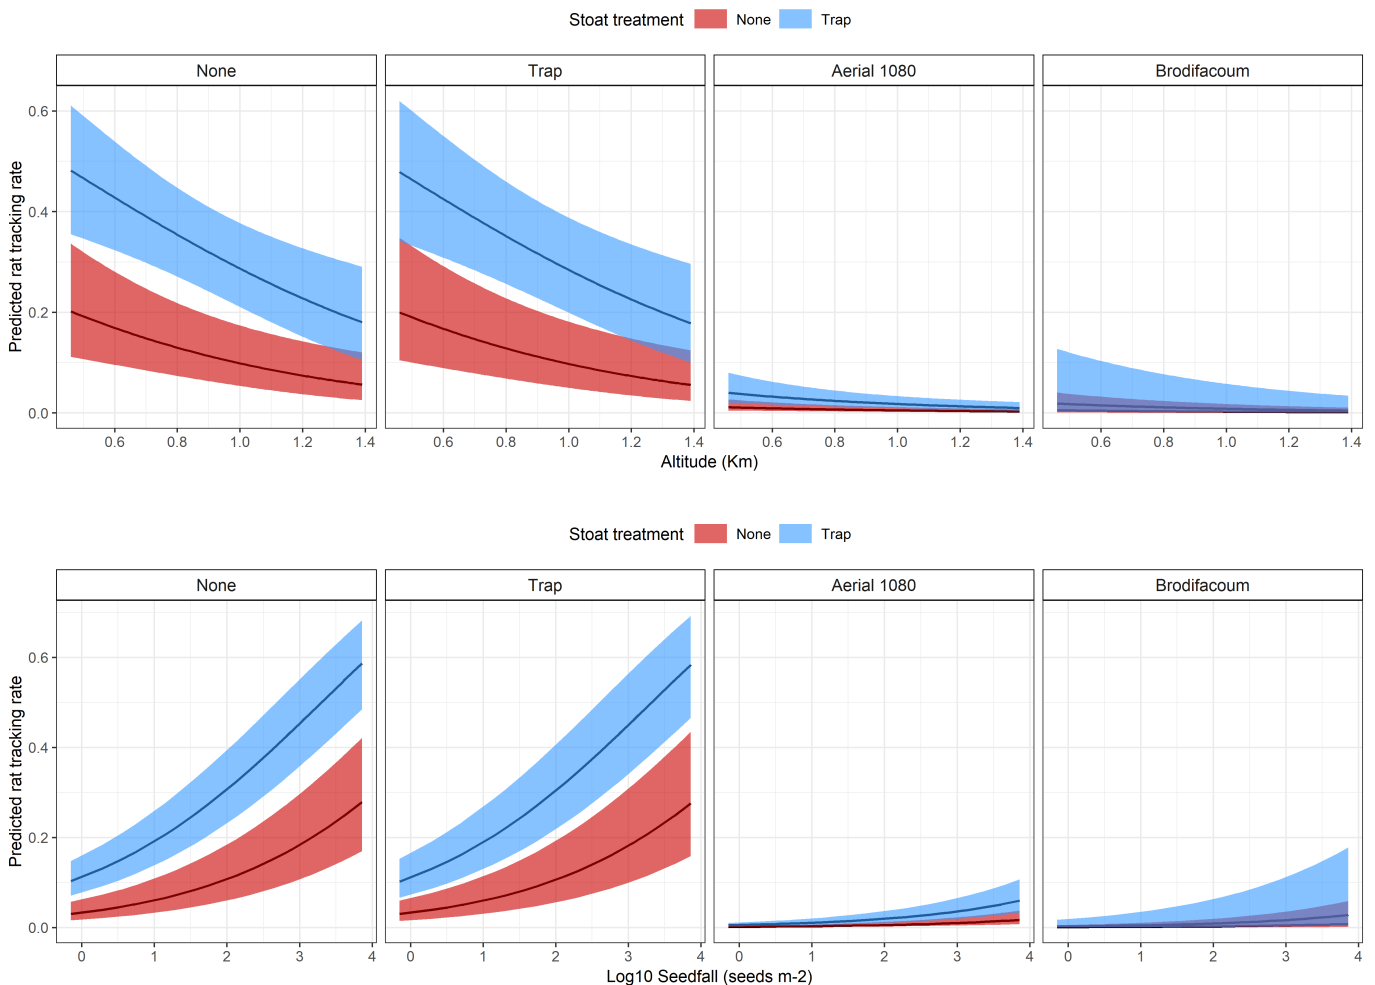 Stoat treatment None Trap
None Trap Aerial 1080 Brodifacoum
Predicted rat tracking rate
0.6
0.4
0.2
0.0
0.6 0.8 1.0 1.2 1.4 0.6 0.8 1.0 1.2 1.4 0.6 0.8 1.0 1.2 1.4 0.6 0.8 1.0 1.2 1.4
Altitude (Km)
Stoat treatment None Trap
None Trap Aerial 1080 Brodifacoum
Predicted rat tracking rate
0.6
0.4
0.2
0.0
0 1 2 3 4 0 1 2 3 4 0 1 2 3 4 0 1 2 3 4
Log10 Seedfall (seeds m-2)